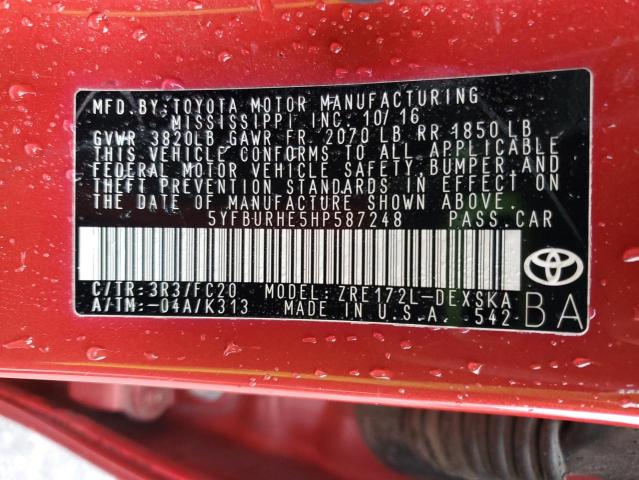 MFD.BY:TOYOTA MOTOR MANUFACTURING
MISSISSIPPI INC. 10/16
GVWR 3820LB GAWR FR. 2070 LB RR 1850 LB
THIS VEHICLE CONFORMS TO ALL APPLICABLE
FEDERAL MOTOR VEHICLE SAFETY, BUMPER, AND
THEFT PREVENTION STANDARDS IN EFFECT ON
THE DATE OF MANUFACTURE SHOWN ABOVE.
5YFBURHE5HP587248 PASS.CAR
C/TR: 3R3/FC20 MODEL: ZRE172L-DEXSKA
A/TM: -04A/K313 MADE IN U.S.A. 542
BA
TOYOTA